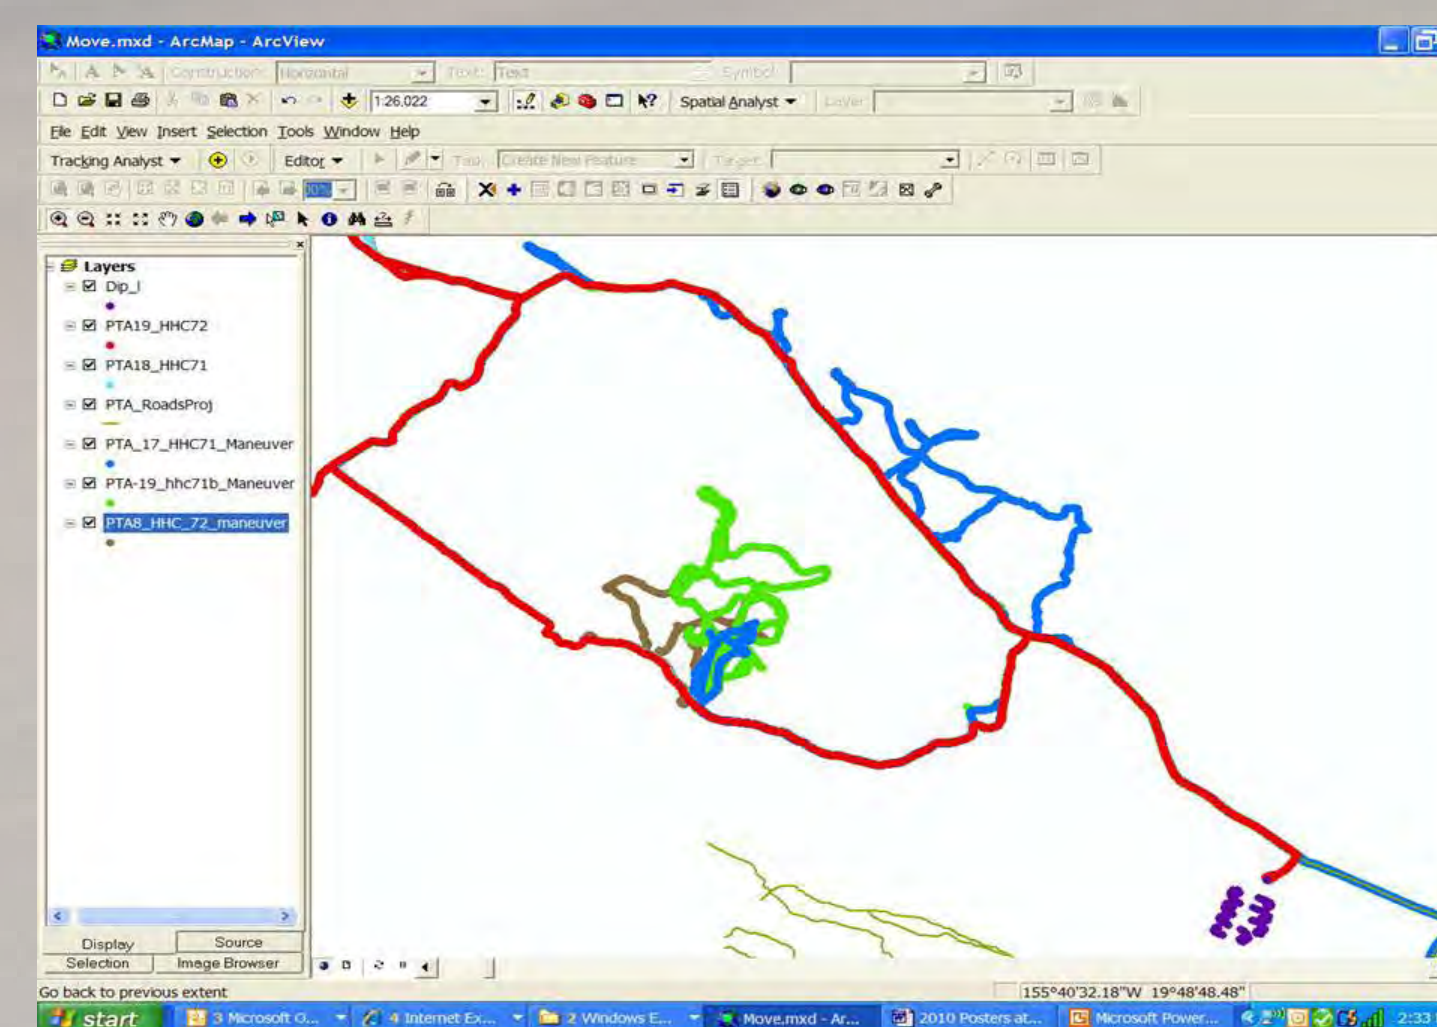 Move.mxd - ArcMap - ArcView
Construction: Horizontal Text: Text Symbol:
1:26,022 Spatial Analyst Layer:
File Edit View Insert Selection Tools Window Help
Tracking Analyst Editor Task: Create New Feature Target:
Layers
Dip_I
PTA19_HHC72
PTA18_HHC71
PTA_RoadsProj
PTA_17_HHC71_Maneuver
PTA-19_hhc71b_Maneuver
PTA8_HHC_72_maneuver
Display Source
Selection Image Browser
Go back to previous extent 155°40'32.18"W 19°48'48.48"
start 3 Microsoft O... 4 Internet Ex... 2 Windows E... Move.mxd - Ar... 2010 Posters at... Microsoft Power... 2:33